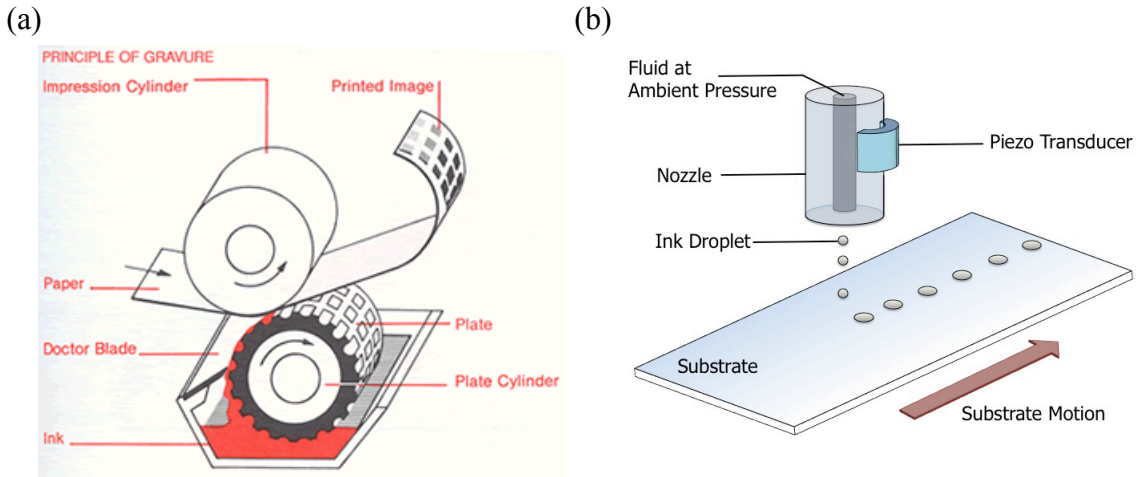 (a)
(b)
PRINCIPLE OF GRAVURE
Impression Cylinder
Printed Image
Paper
Doctor Blade
Plate
Plate Cylinder
Ink
Fluid at
Ambient Pressure
Piezo Transducer
Nozzle
Ink Droplet
Substrate
Substrate Motion